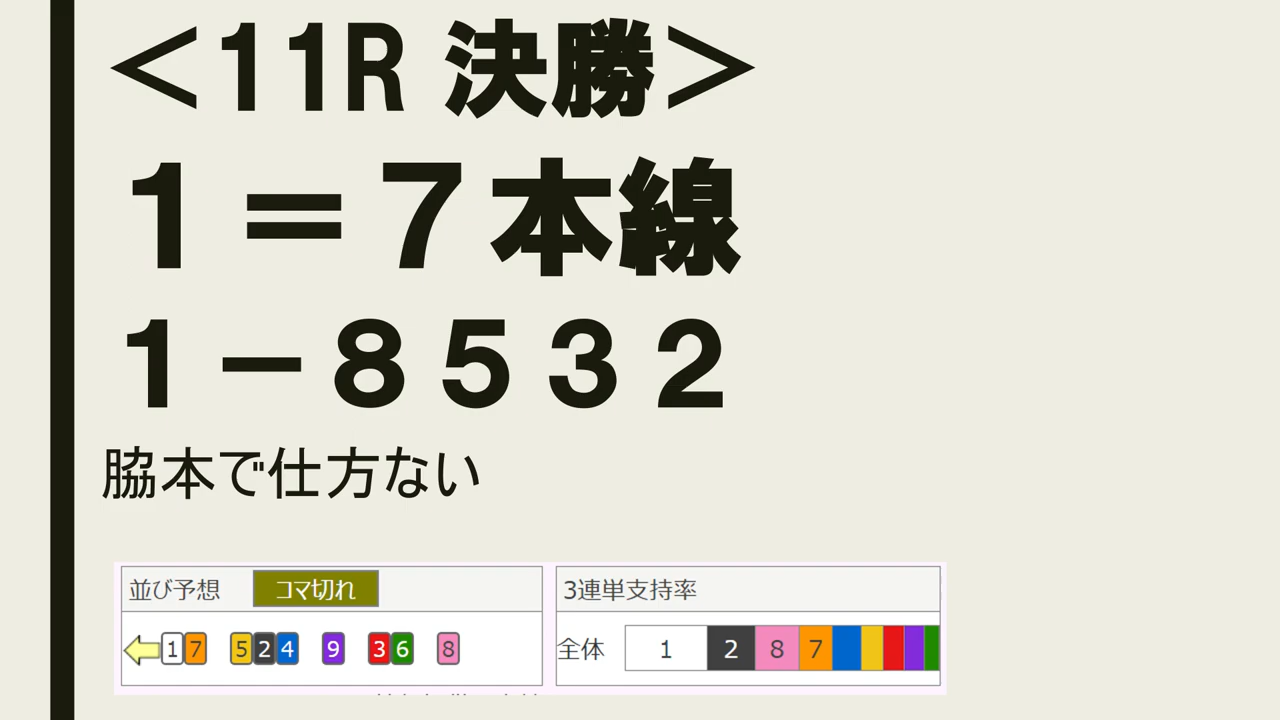 ＜11R 決勝＞
１＝７本線
１－８５３２
脇本で仕方ない
並び予想 コマ切れ
3連単支持率
1 7 5 2 4 9 3 6 8
全体 1 2 8 7